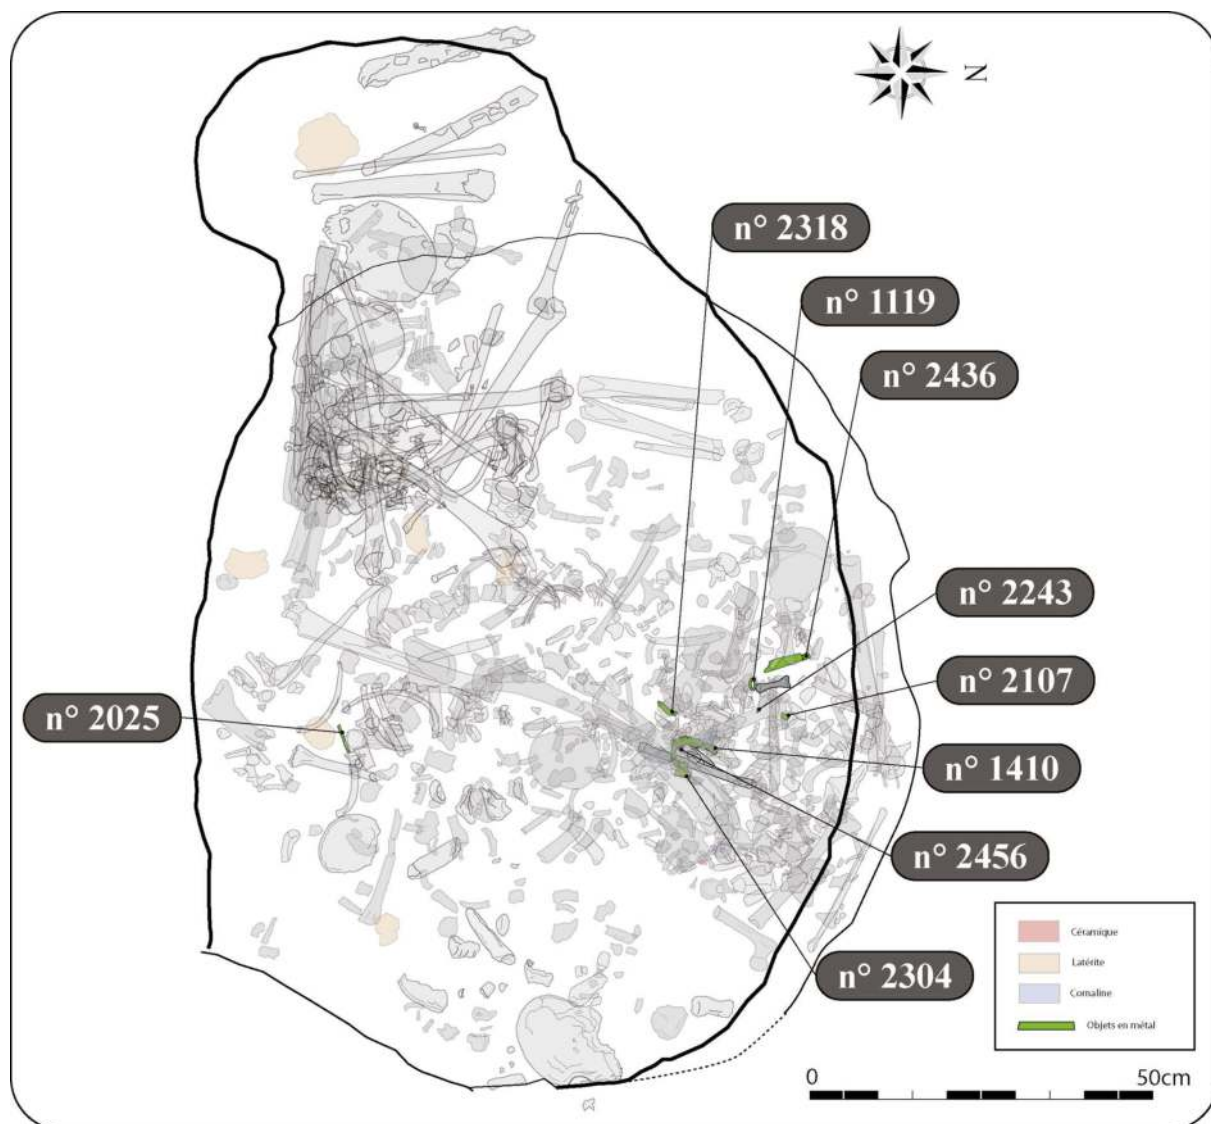 N
n° 2318
n° 1119
n° 2436
n° 2243
n° 2107
n° 2025
n° 1410
n° 2456
n° 2304
Céramique
Latérite
Cornaline
Objets en métal
0 50cm